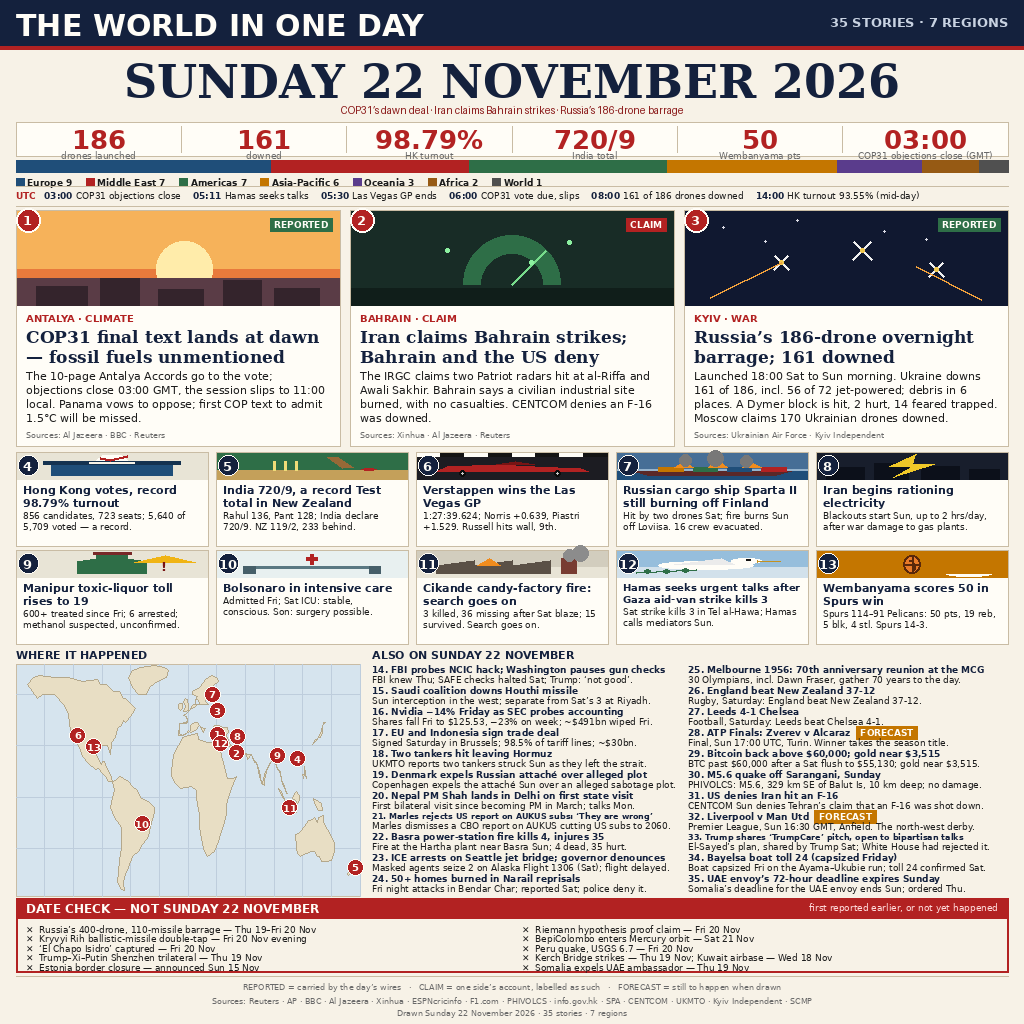 THE WORLD IN ONE DAY
35 STORIES · 7 REGIONS
SUNDAY 22 NOVEMBER 2026
COP31’s dawn deal · Iran claims Bahrain strikes · Russia’s 186-drone barrage
186
drones launched
161
downed
98.79%
HK turnout
720/9
India total
50
Wembanyama pts
03:00
COP31 objections close (GMT)
Europe 9 Middle East 7 Americas 7 Asia-Pacific 6 Oceania 3 Africa 2 World 1
UTC 03:00 COP31 objections close 05:11 Hamas seeks talks 05:30 Las Vegas GP ends 06:00 COP31 vote due, slips 08:00 161 of 186 drones downed 14:00 HK turnout 93.55% (mid-day)
1
REPORTED
ANTALYA · CLIMATE
COP31 final text lands at dawn
— fossil fuels unmentioned
The 10-page Antalya Accords go to the vote;
objections close 03:00 GMT, the session slips to 11:00
local. Panama vows to oppose; first COP text to admit
1.5°C will be missed.
Sources: Al Jazeera · BBC · Reuters
2
CLAIM
BAHRAIN · CLAIM
Iran claims Bahrain strikes;
Bahrain and the US deny
The IRGC claims two Patriot radars hit at al-Riffa and
Awali Sakhir. Bahrain says a civilian industrial site
burned, with no casualties. CENTCOM denies an F-16
was downed.
Sources: Xinhua · Al Jazeera · Reuters
3
REPORTED
KYIV · WAR
Russia’s 186-drone overnight
barrage; 161 downed
Launched 18:00 Sat to Sun morning. Ukraine downs
161 of 186, incl. 56 of 72 jet-powered; debris in 6
places. A Dymer block is hit, 2 hurt, 14 feared trapped.
Moscow claims 170 Ukrainian drones downed.
Sources: Ukrainian Air Force · Kyiv Independent
4
Hong Kong votes, record
98.79% turnout
856 candidates, 723 seats; 5,640 of
5,709 voted — a record.
5
India 720/9, a record Test
total in New Zealand
Rahul 136, Pant 128; India declare
720/9. NZ 119/2, 233 behind.
6
Verstappen wins the Las
Vegas GP
1:27:39.624; Norris +0.639, Piastri
+1.529. Russell hits wall, 9th.
7
Russian cargo ship Sparta II
still burning off Finland
Hit by two drones Sat; fire burns Sun
off Loviisa. 16 crew evacuated.
8
Iran begins rationing
electricity
Blackouts start Sun, up to 2 hrs/day,
after war damage to gas plants.
9
Manipur toxic-liquor toll
rises to 19
600+ treated since Fri; 6 arrested;
methanol suspected, unconfirmed.
10
Bolsonaro in intensive care
Admitted Fri; Sat ICU: stable,
conscious. Son: surgery possible.
11
Cikande candy-factory fire:
search goes on
3 killed, 36 missing after Sat blaze; 15
survived. Search goes on.
12
Hamas seeks urgent talks after
Gaza aid-van strike kills 3
Sat strike kills 3 in Tel al-Hawa; Hamas
calls mediators Sun.
13
Wembanyama scores 50 in
Spurs win
Spurs 114–91 Pelicans: 50 pts, 19 reb,
5 blk, 4 stl. Spurs 14-3.
WHERE IT HAPPENED
7
3
1
12
8
2
6
13
9
4
11
10
5
ALSO ON SUNDAY 22 NOVEMBER
14. FBI probes NCIC hack; Washington pauses gun checks
FBI knew Thu; SAFE checks halted Sat; Trump: ‘not good’.
15. Saudi coalition downs Houthi missile
Sun interception in the west; separate from Sat’s 3 at Riyadh.
16. Nvidia −14% Friday as SEC probes accounting
Shares fall Fri to $125.53, −23% on week; ~$491bn wiped Fri.
17. EU and Indonesia sign trade deal
Signed Saturday in Brussels; 98.5% of tariff lines; ~$30bn.
18. Two tankers hit leaving Hormuz
UKMTO reports two tankers struck Sun as they left the strait.
19. Denmark expels Russian attaché over alleged plot
Copenhagen expels the attaché Sun over an alleged sabotage plot.
20. Nepal PM Shah lands in Delhi on first state visit
First bilateral visit since becoming PM in March; talks Mon.
21. Marles rejects US report on AUKUS subs: ‘They are wrong’
Marles dismisses a CBO report on AUKUS cutting US subs to 2060.
22. Basra power-station fire kills 4, injures 35
Fire at the Hartha plant near Basra Sun; 4 dead, 35 hurt.
23. ICE arrests on Seattle jet bridge; governor denounces
Masked agents seize 2 on Alaska Flight 1306 (Sat); flight delayed.
24. 50+ homes burned in Narail reprisals
Fri night attacks in Bendar Char; reported Sat; police deny it.
25. Melbourne 1956: 70th anniversary reunion at the MCG
30 Olympians, incl. Dawn Fraser, gather 70 years to the day.
26. England beat New Zealand 37-12
Rugby, Saturday: England beat New Zealand 37-12.
27. Leeds 4-1 Chelsea
Football, Saturday: Leeds beat Chelsea 4-1.
28. ATP Finals: Zverev v Alcaraz FORECAST
Final, Sun 17:00 UTC, Turin. Winner takes the season title.
29. Bitcoin back above $60,000; gold near $3,515
BTC past $60,000 after a Sat flush to $55,130; gold near $3,515.
30. M5.6 quake off Sarangani, Sunday
PHIVOLCS: M5.6, 329 km SE of Balut Is, 10 km deep; no damage.
31. US denies Iran hit an F-16
CENTCOM Sun denies Tehran’s claim that an F-16 was shot down.
32. Liverpool v Man Utd FORECAST
Premier League, Sun 16:30 GMT, Anfield. The north-west derby.
33. Trump shares ‘TrumpCare’ pitch, open to bipartisan talks
El-Sayed’s plan, shared by Trump Sat; White House had rejected it.
34. Bayelsa boat toll 24 (capsized Friday)
Boat capsized Fri on the Ayama–Ukubie run; toll 24 confirmed Sat.
35. UAE envoy’s 72-hour deadline expires Sunday
Somalia’s deadline for the UAE envoy ends Sun; ordered Thu.
DATE CHECK — NOT SUNDAY 22 NOVEMBER
first reported earlier, or not yet happened
× Russia’s 400-drone, 110-missile barrage — Thu 19–Fri 20 Nov
× Kryvyi Rih ballistic-missile double-tap — Fri 20 Nov evening
× ‘El Chapo Isidro’ captured — Fri 20 Nov
× Trump–Xi–Putin Shenzhen trilateral — Thu 19 Nov
× Estonia border closure — announced Sun 15 Nov
× Riemann hypothesis proof claim — Fri 20 Nov
× BepiColombo enters Mercury orbit — Sat 21 Nov
× Peru quake, USGS 6.7 — Fri 20 Nov
× Kerch Bridge strikes — Thu 19 Nov; Kuwait airbase — Wed 18 Nov
× Somalia expels UAE ambassador — Thu 19 Nov
REPORTED = carried by the day’s wires · CLAIM = one side’s account, labelled as such · FORECAST = still to happen when drawn
Sources: Reuters · AP · BBC · Al Jazeera · Xinhua · ESPNcricinfo · F1.com · PHIVOLCS · info.gov.hk · SPA · CENTCOM · UKMTO · Kyiv Independent · SCMP
Drawn Sunday 22 November 2026 · 35 stories · 7 regions